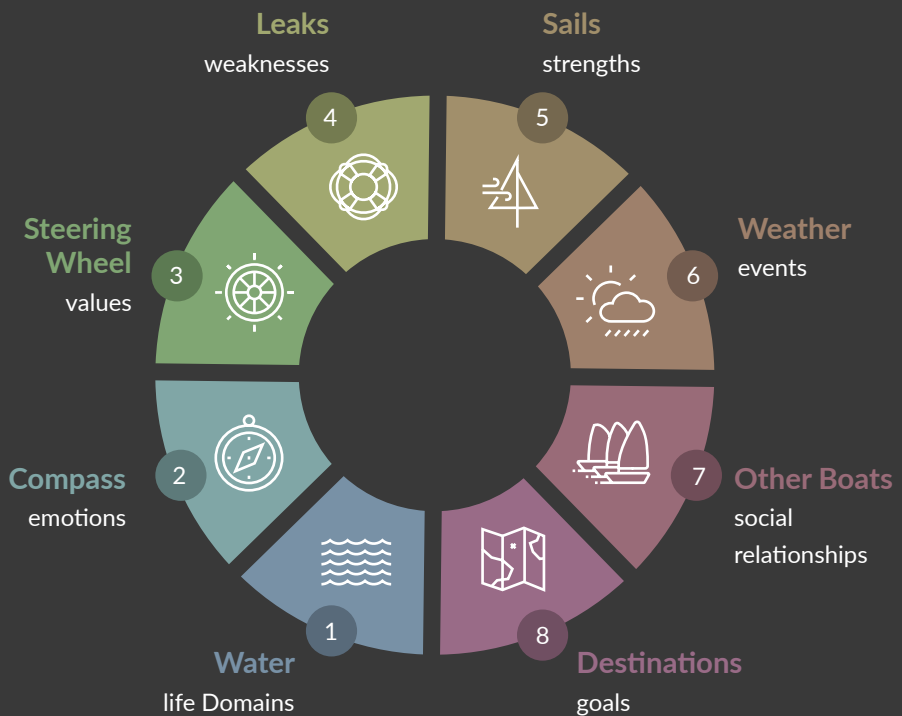 Leaks
weaknesses
Sails
strengths
4
5
Steering
Wheel
values
3
Weather
events
6
Compass
emotions
2
7
Other Boats
social
relationships
1
Water
life Domains
8
Destinations
goals